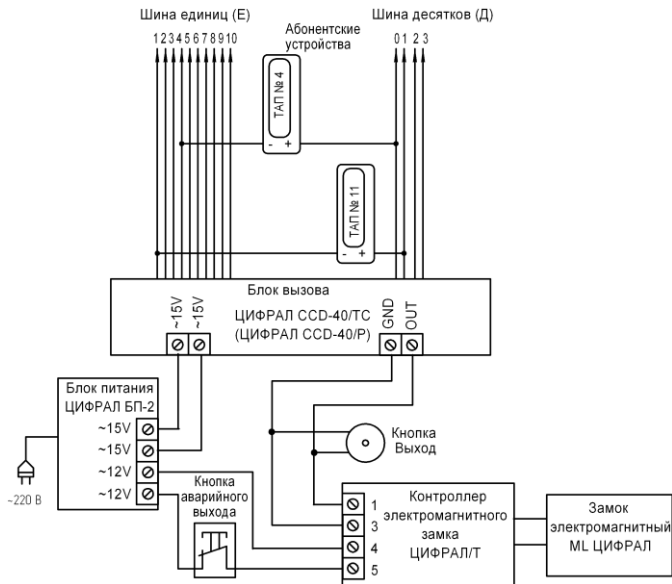 Шина единиц (Е)
Абонентские
устройства
Шина десятков (Д)
1 2 3 4 5 6 7 8 9 10
0 1 2 3
ТАП № 4
- +
ТАП № 11
- +
Блок вызова
~15V
~15V
ЦИФРАЛ CCD-40/TC
(ЦИФРАЛ CCD-40/P)
GND
OUT
Блок питания
ЦИФРАЛ БП-2
~15V
~15V
~12V
~12V
~220 В
Кнопка
Выход
Кнопка
аварийного
выхода
1
3
4
5
Контроллер
электромагнитного
замка
ЦИФРАЛ/Т
Замок
электромагнитный
ML ЦИФРАЛ